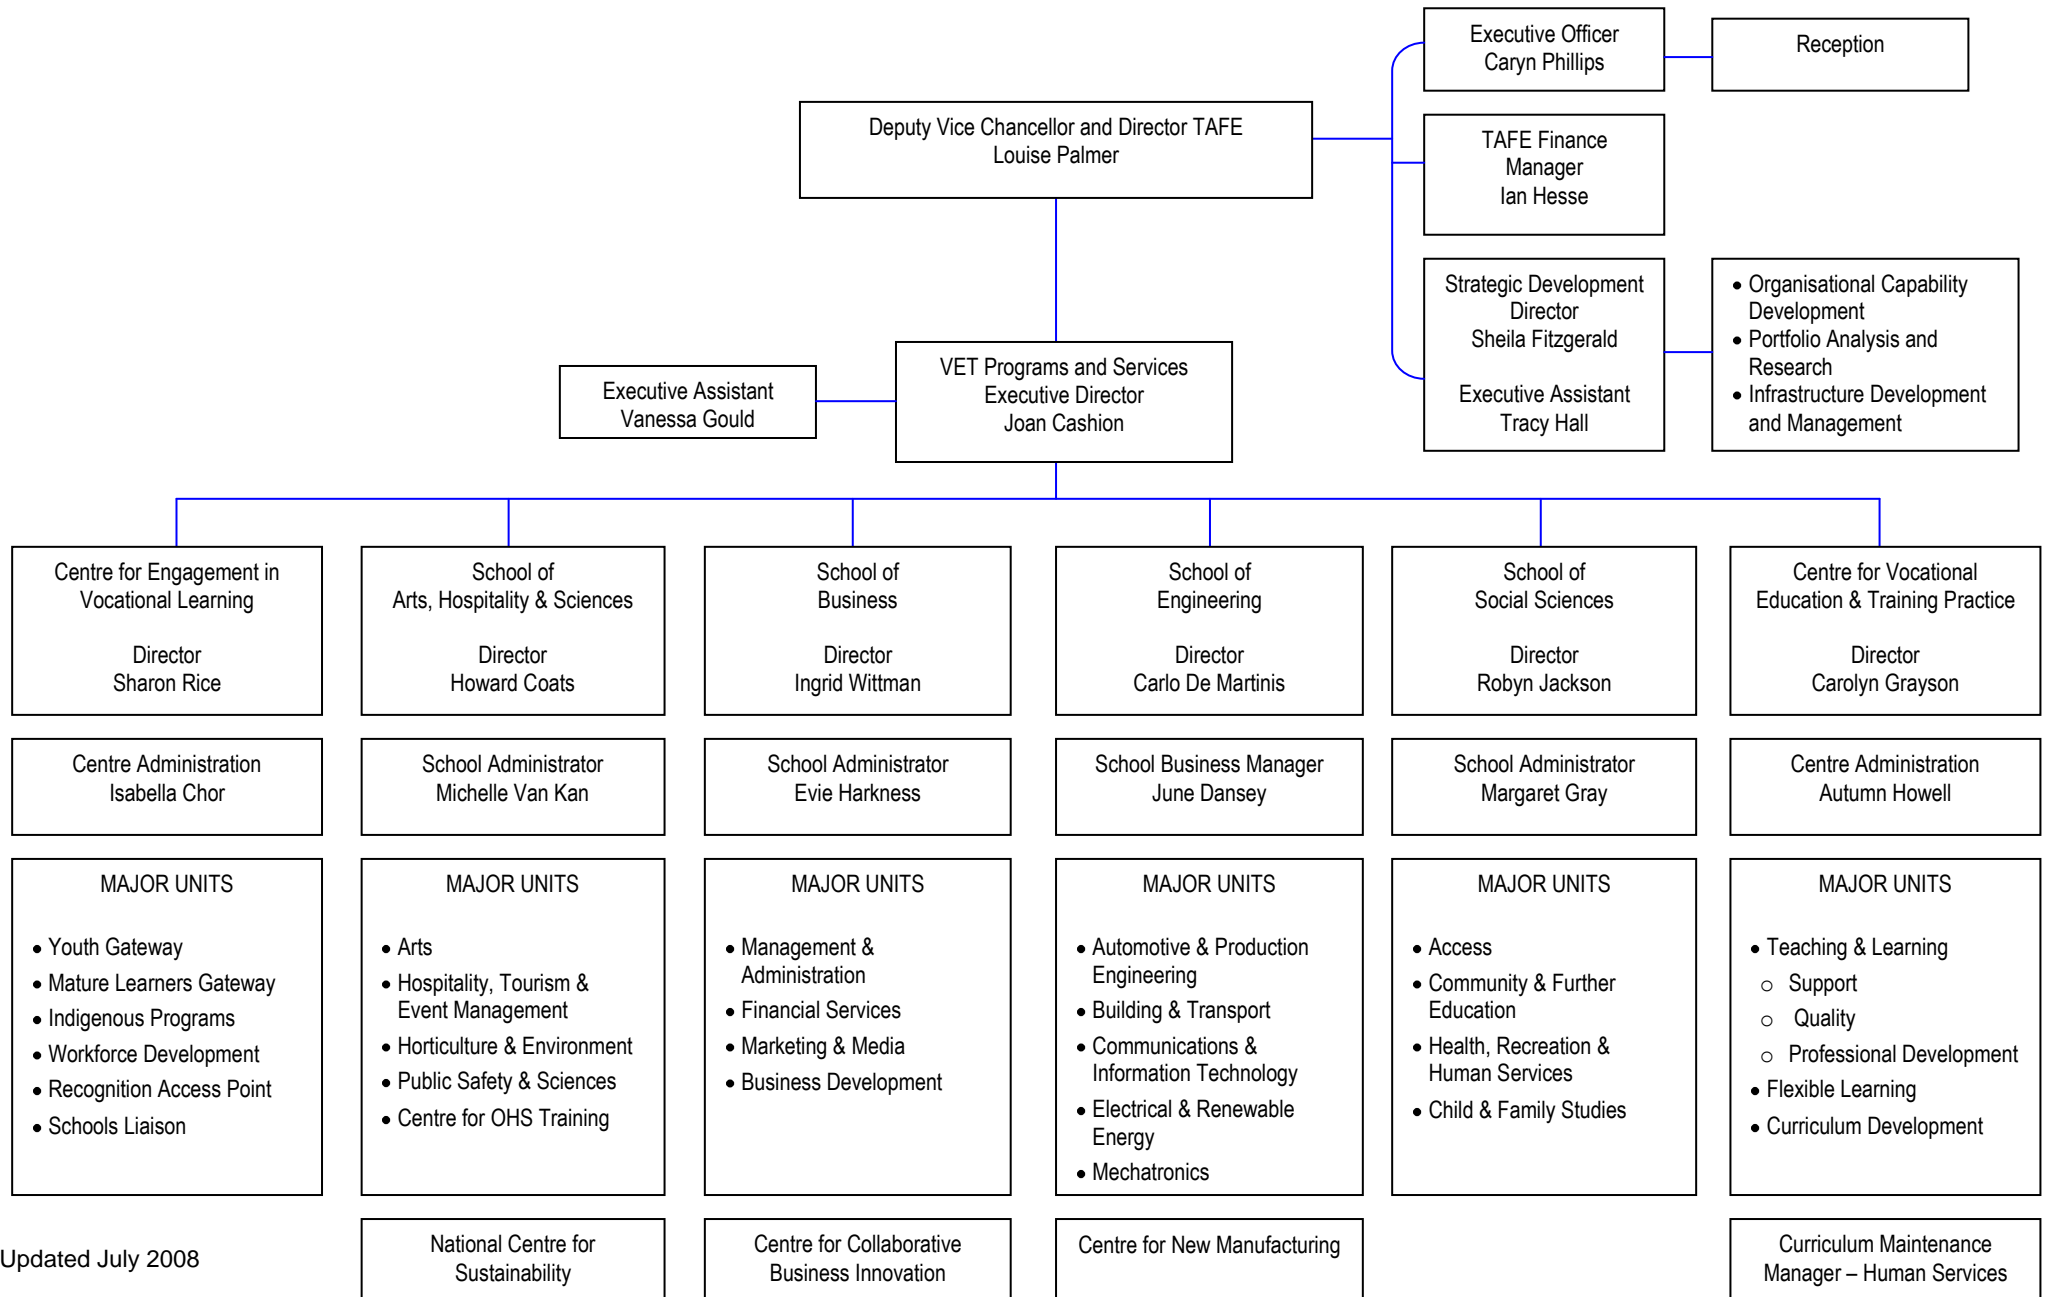 Executive Officer
Caryn Phillips
Reception
Deputy Vice Chancellor and Director TAFE
Louise Palmer
TAFE Finance
Manager
Ian Hesse
Strategic Development
Director
Sheila Fitzgerald
Executive Assistant
Tracy Hall
• Organisational Capability
Development
• Portfolio Analysis and
Research
• Infrastructure Development
and Management
Executive Assistant
Vanessa Gould
VET Programs and Services
Executive Director
Joan Cashion
Centre for Engagement in
Vocational Learning
Director
Sharon Rice
School of
Arts, Hospitality & Sciences
Director
Howard Coats
School of
Business
Director
Ingrid Wittman
School of
Engineering
Director
Carlo De Martinis
School of
Social Sciences
Director
Robyn Jackson
Centre for Vocational
Education & Training Practice
Director
Carolyn Grayson
Centre Administration
Isabella Chor
School Administrator
Michelle Van Kan
School Administrator
Evie Harkness
School Business Manager
June Dansey
School Administrator
Margaret Gray
Centre Administration
Autumn Howell
MAJOR UNITS
• Youth Gateway
• Mature Learners Gateway
• Indigenous Programs
• Workforce Development
• Recognition Access Point
• Schools Liaison
MAJOR UNITS
• Arts
• Hospitality, Tourism &
Event Management
• Horticulture & Environment
• Public Safety & Sciences
• Centre for OHS Training
MAJOR UNITS
• Management &
Administration
• Financial Services
• Marketing & Media
• Business Development
MAJOR UNITS
• Automotive & Production
Engineering
• Building & Transport
• Communications &
Information Technology
• Electrical & Renewable
Energy
• Mechatronics
MAJOR UNITS
• Access
• Community & Further
Education
• Health, Recreation &
Human Services
• Child & Family Studies
MAJOR UNITS
• Teaching & Learning
○ Support
○ Quality
○ Professional Development
• Flexible Learning
• Curriculum Development
Updated July 2008
National Centre for
Sustainability
Centre for Collaborative
Business Innovation
Centre for New Manufacturing
Curriculum Maintenance
Manager – Human Services